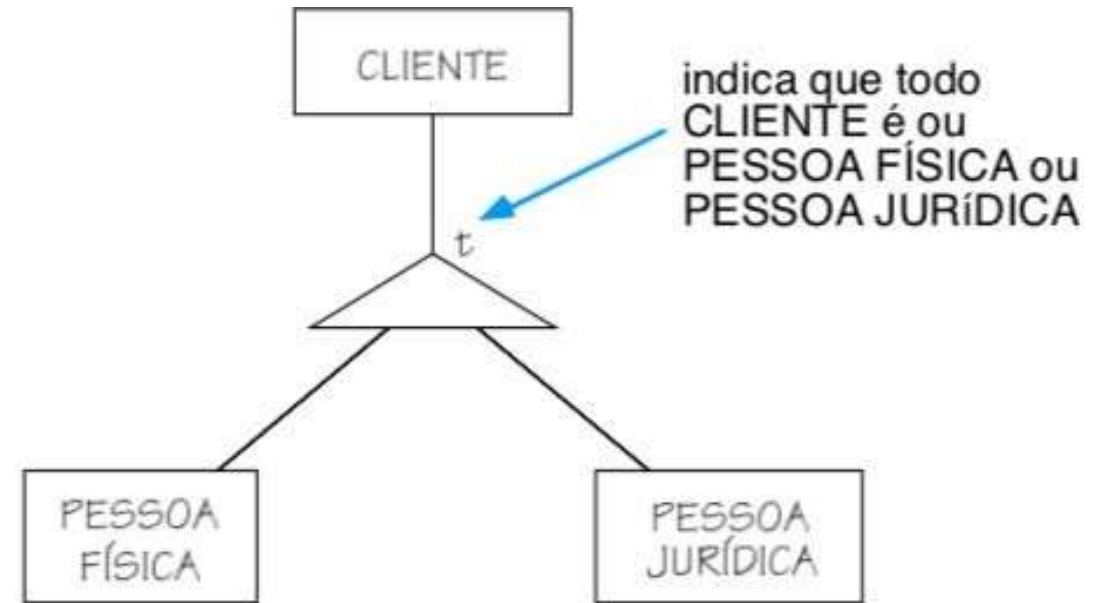 CLIENTE
indica que todo
CLIENTE é ou
PESSOA FÍSICA ou
PESSOA JURíDICA
t
PESSOA
FÍSICA
PESSOA
JURÍDICA